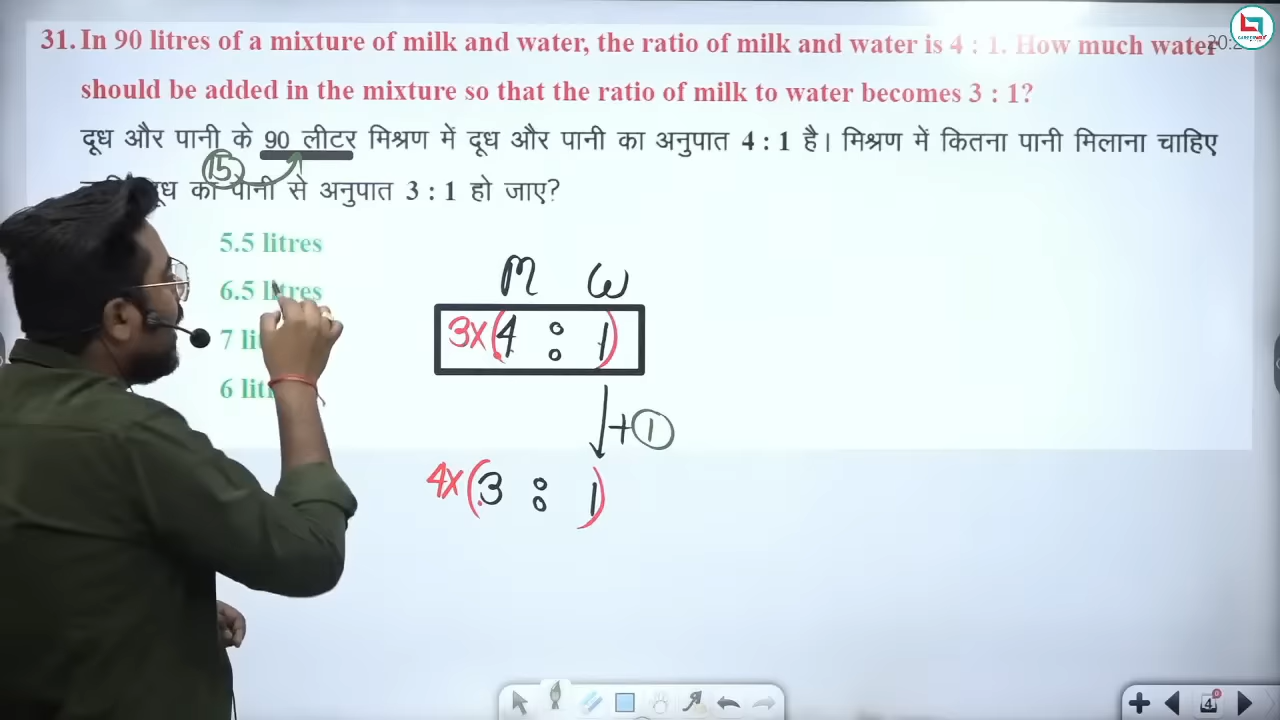 31. In 90 litres of a mixture of milk and water, the ratio of milk and water is 4 : 1. How much water
should be added in the mixture so that the ratio of milk to water becomes 3 : 1?
दूध और पानी के 90 लीटर मिश्रण में दूध और पानी का अनुपात 4 : 1 है। मिश्रण में कितना पानी मिलाना चाहिए
15
दूध का पानी से अनुपात 3 : 1 हो जाए?
5.5 litres
6.5 litres
7
6
M W
3x(4 : 1)
+1
4x(3 : 1)
4